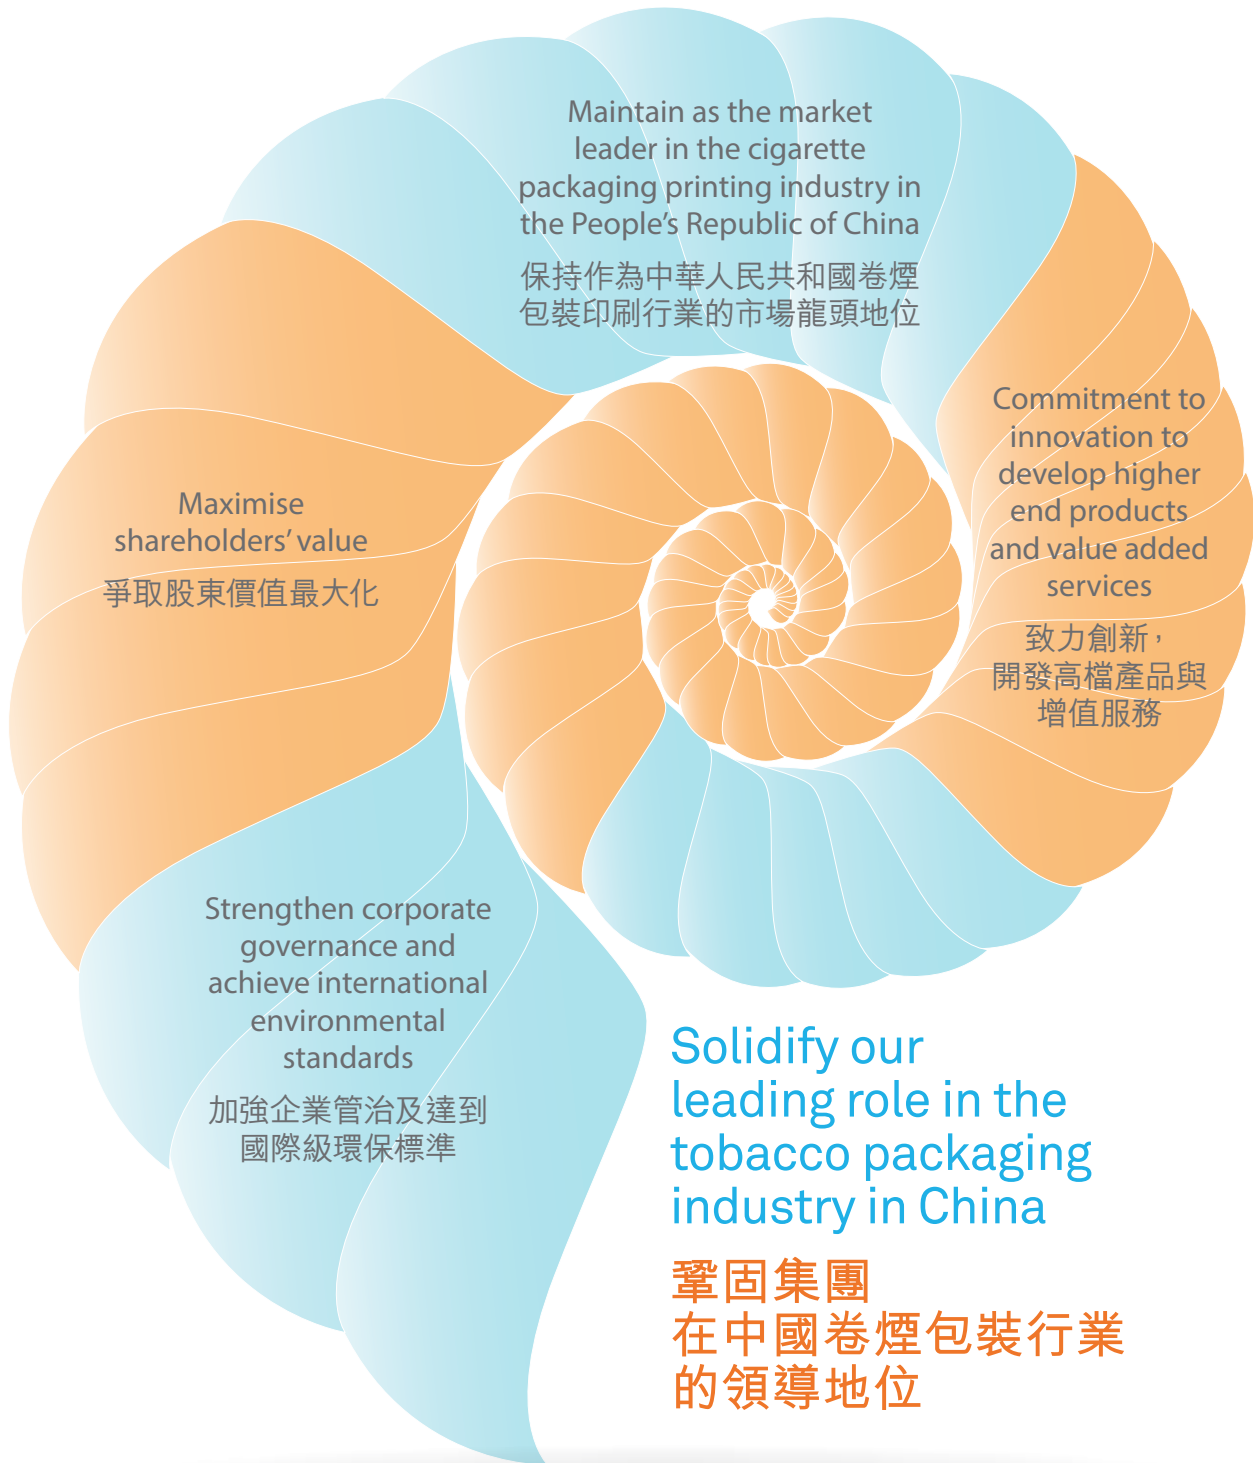 Maintain as the market
leader in the cigarette
packaging printing industry in
the People’s Republic of China
保持作為中華人民共和國卷煙
包裝印刷行業的市場龍頭地位
Commitment to
innovation to
develop higher
end products
and value added
services
致力創新，
開發高檔產品與
增值服務
Maximise
shareholders’ value
爭取股東價值最大化
Strengthen corporate
governance and
achieve international
environmental
standards
加強企業管治及達到
國際級環保標準
Solidify our
leading role in the
tobacco packaging
industry in China
鞏固集團
在中國卷煙包裝行業
的領導地位